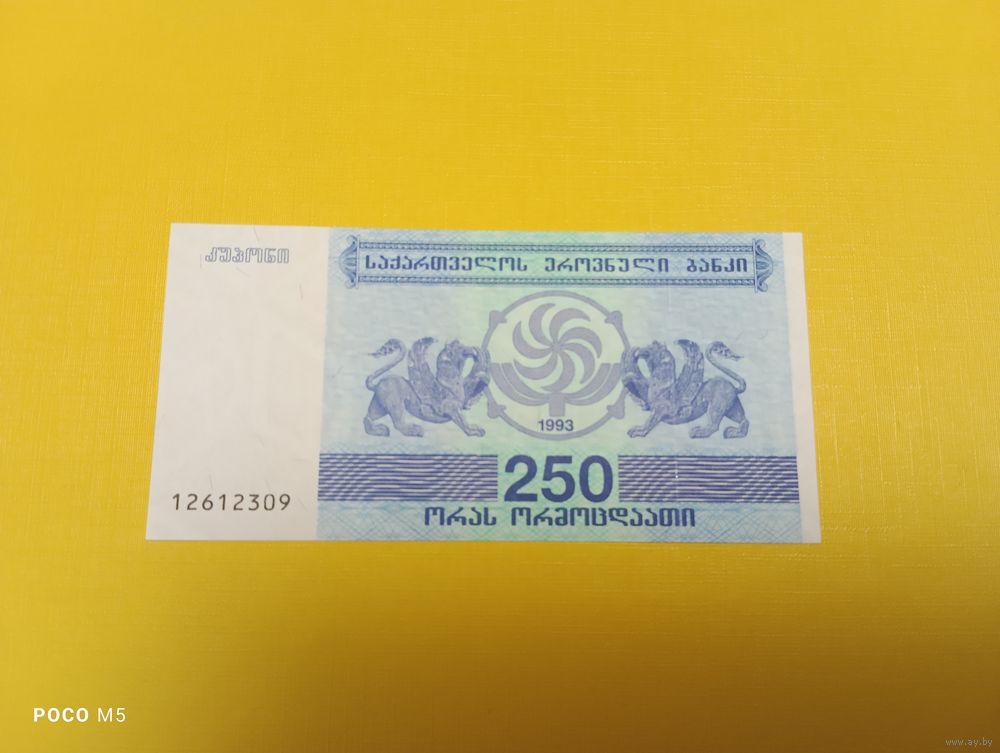 კუპონი
საქართველოს ეროვნული ბანკი
1993
250
ორას ორმოცდაათი
12612309
POCO M5
www.ay.by